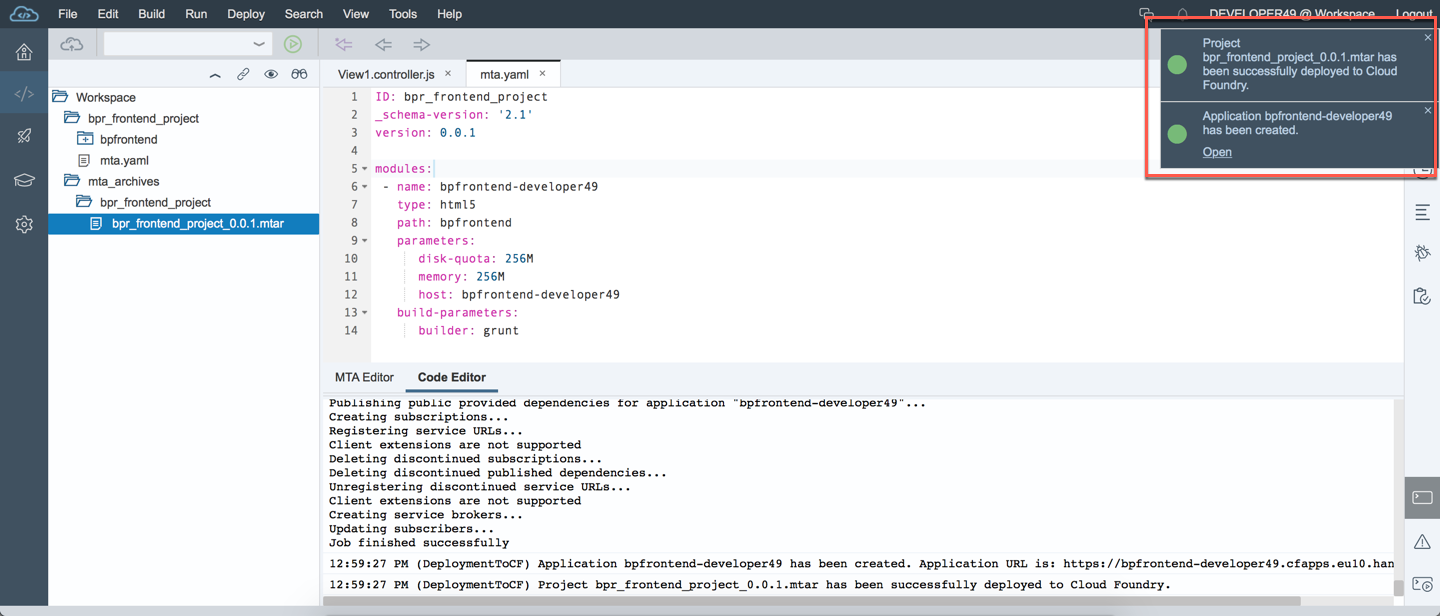 File Edit Build Run Deploy Search View Tools Help
DEVELOPER49 @ Workspace Logout
Project
bpr_frontend_project_0.0.1.mtar has
been successfully deployed to Cloud
Foundry.
Application bpfrontend-developer49
has been created.
Open
Workspace
bpr_frontend_project
bpfrontend
mta.yaml
mta_archives
bpr_frontend_project
bpr_frontend_project_0.0.1.mtar
View1.controller.js × mta.yaml ×
1 ID: bpr_frontend_project
2 _schema-version: '2.1'
3 version: 0.0.1
4
5 modules:
6 - name: bpfrontend-developer49
7 type: html5
8 path: bpfrontend
9 parameters:
10 disk-quota: 256M
11 memory: 256M
12 host: bpfrontend-developer49
13 build-parameters:
14 builder: grunt
MTA Editor Code Editor
Publishing public provided dependencies for application "bpfrontend-developer49"...
Creating subscriptions...
Registering service URLs...
Client extensions are not supported
Deleting discontinued subscriptions...
Deleting discontinued published dependencies...
Unregistering discontinued service URLs...
Client extensions are not supported
Creating service brokers...
Updating subscribers...
Job finished successfully
12:59:27 PM (DeploymentToCF) Application bpfrontend-developer49 has been created. Application URL is: https://bpfrontend-developer49.cfapps.eu10.han
12:59:27 PM (DeploymentToCF) Project bpr_frontend_project_0.0.1.mtar has been successfully deployed to Cloud Foundry.